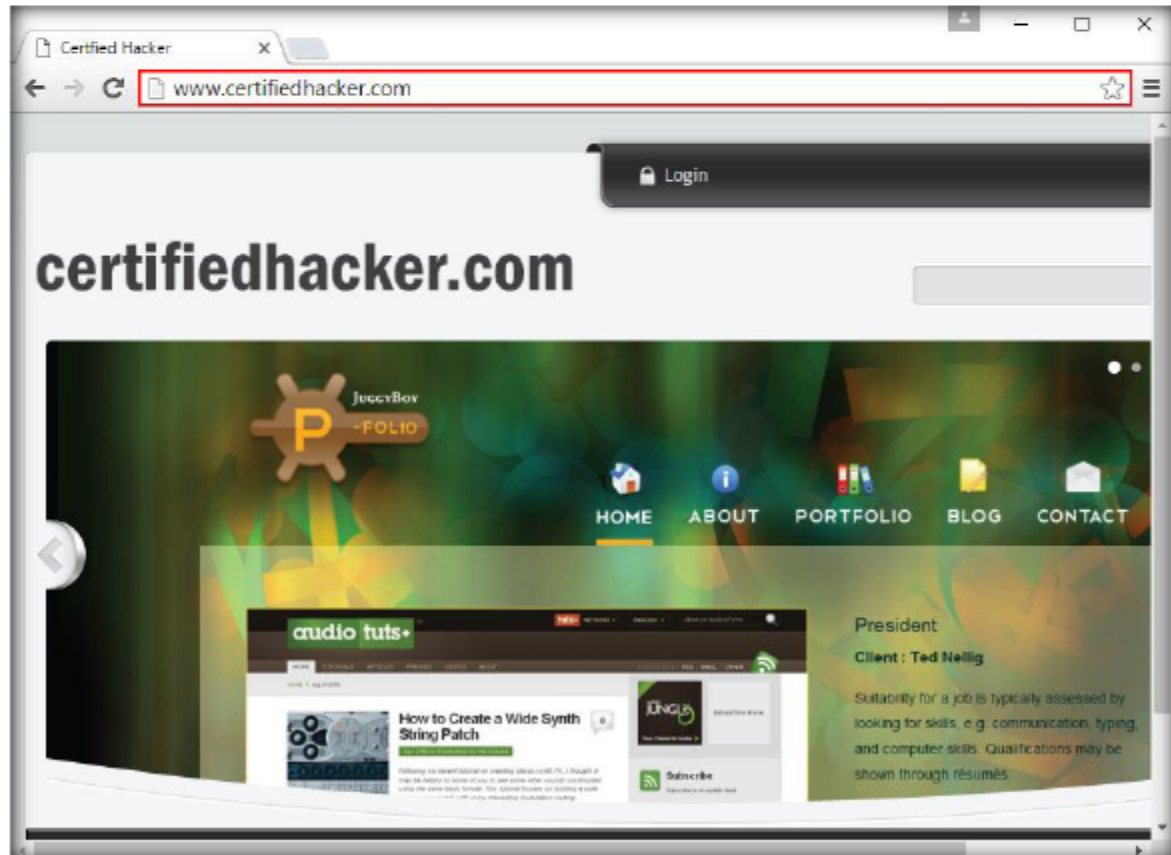 Certfied Hacker
www.certifiedhacker.com
Login
certifiedhacker.com
JuggyBoy
P
-FOLIO
HOME ABOUT PORTFOLIO BLOG CONTACT
audio tuts+
HOME
How to Create a Wide Synth
String Patch
JUNGLE
Subscribe
President
Client : Ted Nellig
Suitability for a job is typically assessed by
looking for skills, e.g. communication, typing,
and computer skills. Qualifications may be
shown through résumés.